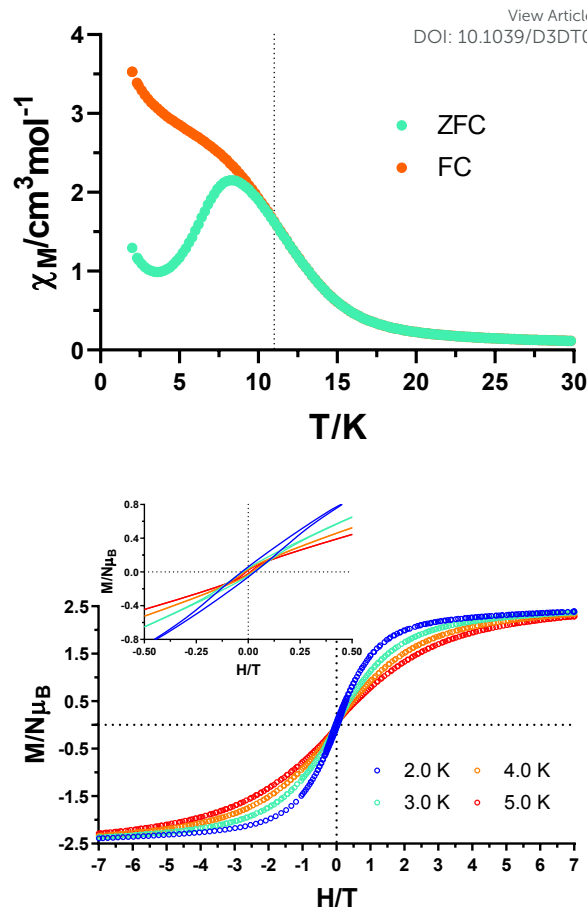 View Article
DOI: 10.1039/D3DT0
4
3
2
1
0
χM/cm³mol⁻¹
ZFC
FC
0 5 10 15 20 25 30
T/K
0.8
0.4
0.0
-0.4
-0.8
M/NμB
-0.50 -0.25 0.00 0.25 0.50
H/T
2.5
1.5
0.5
-0.5
-1.5
-2.5
M/NμB
2.0 K 4.0 K
3.0 K 5.0 K
-7 -6 -5 -4 -3 -2 -1 0 1 2 3 4 5 6 7
H/T